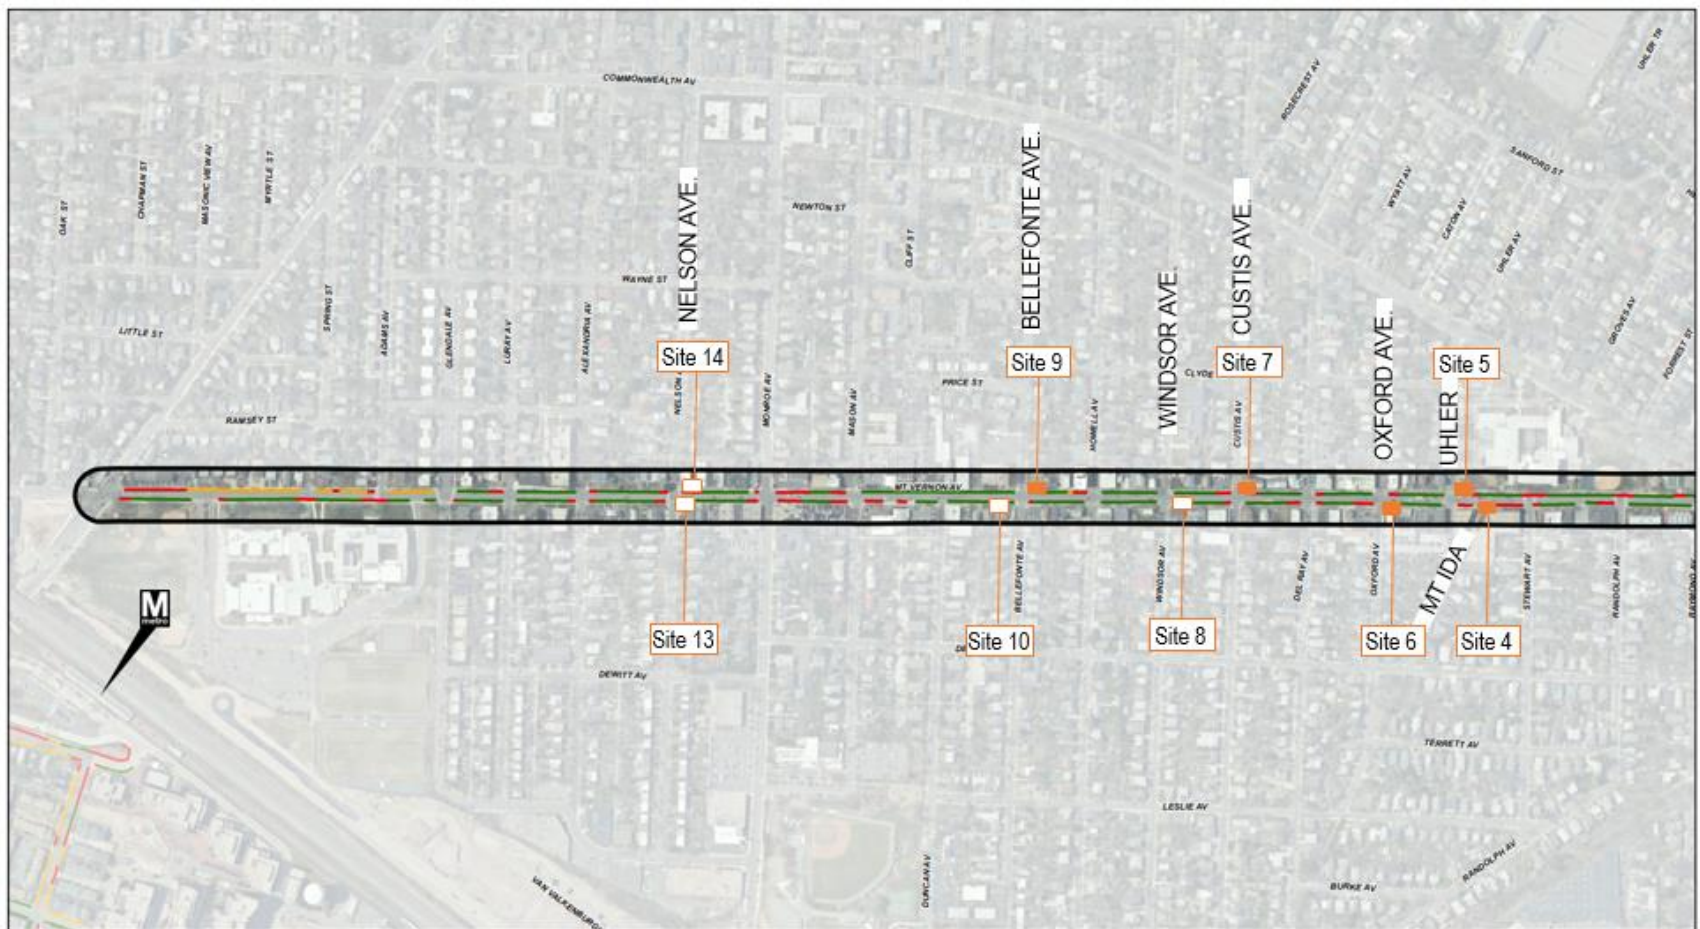 COMMONWEALTH AV
UHLER TR
ROSECREST AV
OAK ST
CHAPMAN ST
MASONIC VIEW AV
MYRTLE ST
NELSON AVE.
NEWTON ST
CLIFF ST
BELLEFONTE AVE.
WINDSOR AVE.
CUSTIS AVE.
SANFORD ST
WYATT AV
CATON AV
UHLER AV
OXFORD AVE.
GROVES AV
FORREST ST
WAYNE ST
LITTLE ST
SPRING ST
ADAMS AV
GLENDALE AV
LURAY AV
ALEXANDRIA AV
Site 14
Site 9
CLYDE
Site 7
Site 5
UHLER
RAMSEY ST
NELSON A
MONROE AV
MASON AV
PRICE ST
HOWELL AV
CUSTIS AV
MT VERNON AV
M
metro
BELLEFONTE AV
WINDSOR AV
DEL RAY AV
OXFORD AV
MT IDA
STEWART AV
RANDOLPH AV
RAYMOND AV
Site 13
Site 10
Site 8
Site 6
Site 4
DEWITT AV
TERRETT AV
LESLIE AV
DUNCAN AV
VAN VALKENBURG
BURKE AV
RANDOLPH AV